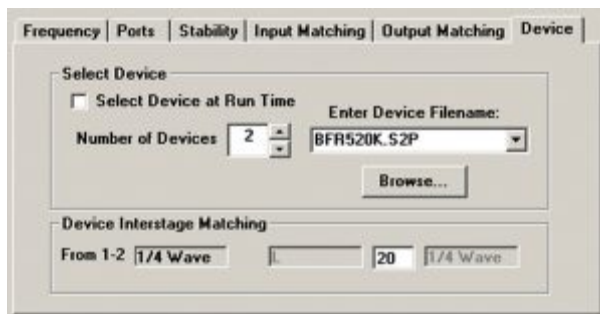 Frequency Ports Stability Input Matching Output Matching Device
Select Device
Select Device at Run Time
Enter Device Filename:
Number of Devices 2 BFR520K.S2P
Browse...
Device Interstage Matching
From 1-2 1/4 Wave L 20 1/4 Wave